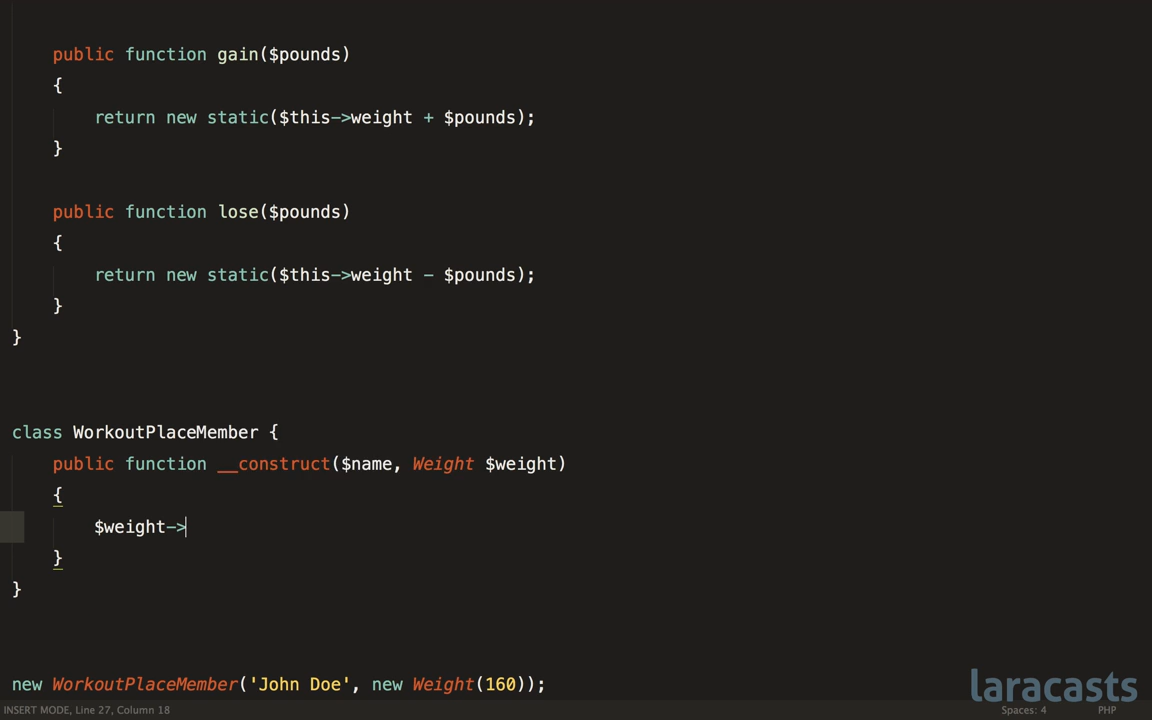 public function gain($pounds)
{
return new static($this->weight + $pounds);
}
public function lose($pounds)
{
return new static($this->weight - $pounds);
}
}
class WorkoutPlaceMember {
public function __construct($name, Weight $weight)
{
$weight->
}
}
new WorkoutPlaceMember('John Doe', new Weight(160));
laracasts
INSERT MODE, Line 27, Column 18
Spaces: 4
PHP